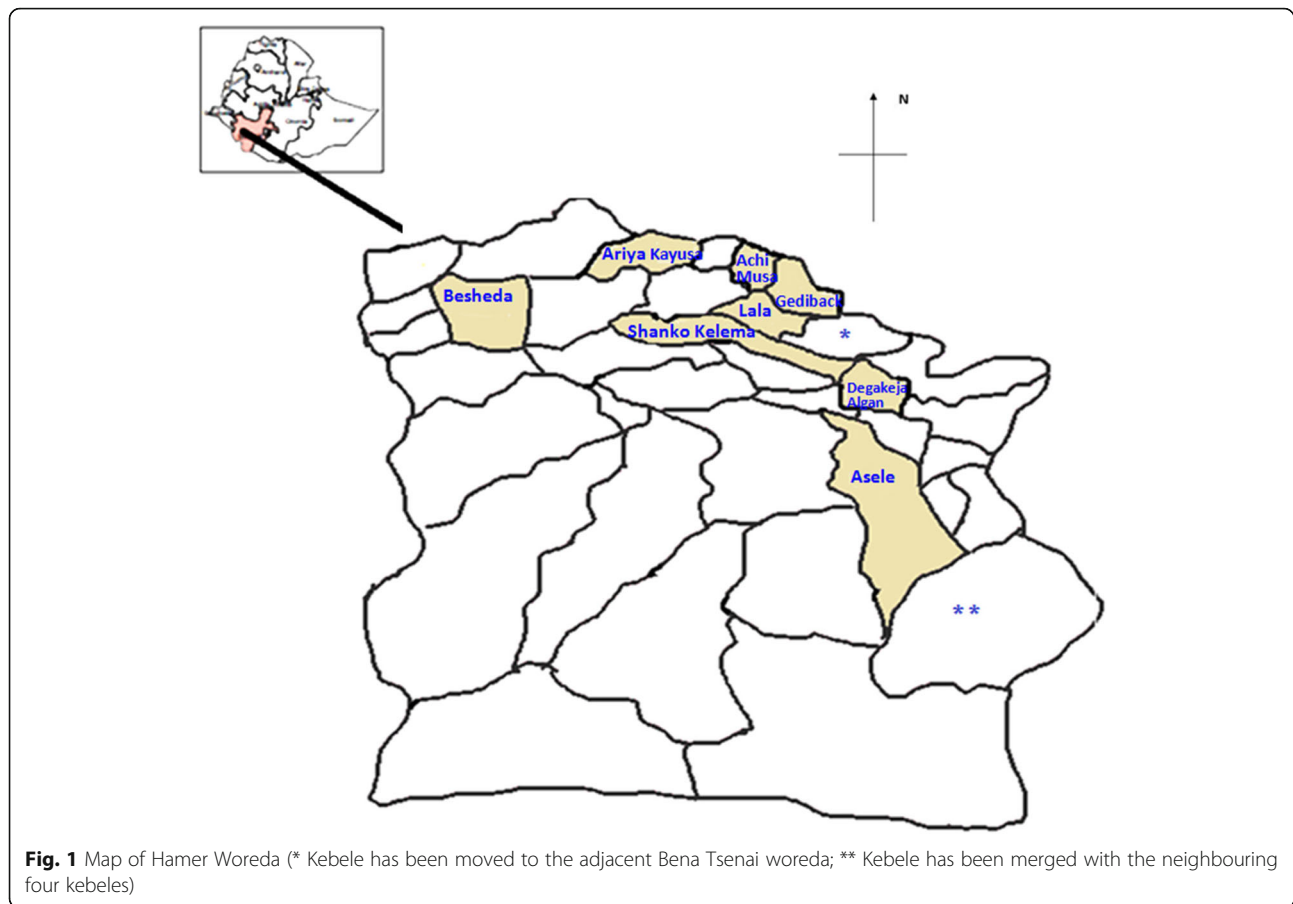 N
Ariya Kayusa
Achi
Musa
Besheda
Gediback
Lala
Shanko Kelema
*
Degakeja
Algan
Asele
**
Fig. 1 Map of Hamer Woreda (* Kebele has been moved to the adjacent Bena Tsenai woreda; ** Kebele has been merged with the neighbouring
four kebeles)